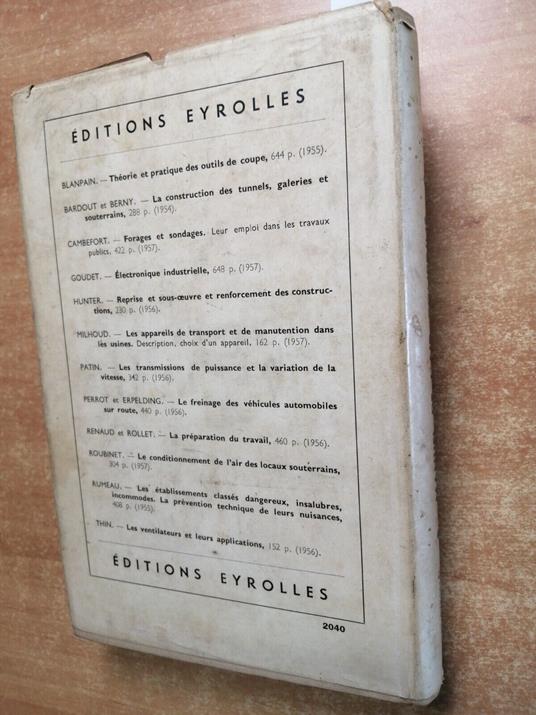 ÉDITIONS EYROLLES
BLANPAIN. — Théorie et pratique des outils de coupe, 644 p. (1955).
BARDOUT et BERNY. — La construction des tunnels, galeries et
souterrains, 288 p. (1954).
CAMBEFORT. — Forages et sondages. Leur emploi dans les travaux
publics, 422 p. (1957).
GOUDET. — Électronique industrielle, 648 p. (1957).
HUNTER. — Reprise et sous-œuvre et renforcement des construc-
tions, 230 p. (1956).
MILHOUD. — Les appareils de transport et de manutention dans
les usines. Description, choix d'un appareil, 162 p. (1957).
PATIN. — Les transmissions de puissance et la variation de la
vitesse, 342 p. (1956).
PERROT et ERPELDING. — Le freinage des véhicules automobiles
sur route, 440 p. (1956).
RENAUD et ROLLET. — La préparation du travail, 460 p. (1956).
ROUBINET. — Le conditionnement de l'air des locaux souterrains,
304 p. (1957).
RUMEAU. — Les établissements classés dangereux, insalubres,
incommodes. La prévention technique de leurs nuisances,
408 p. (1955).
THIN. — Les ventilateurs et leurs applications, 152 p. (1956).
ÉDITIONS EYROLLES
2040